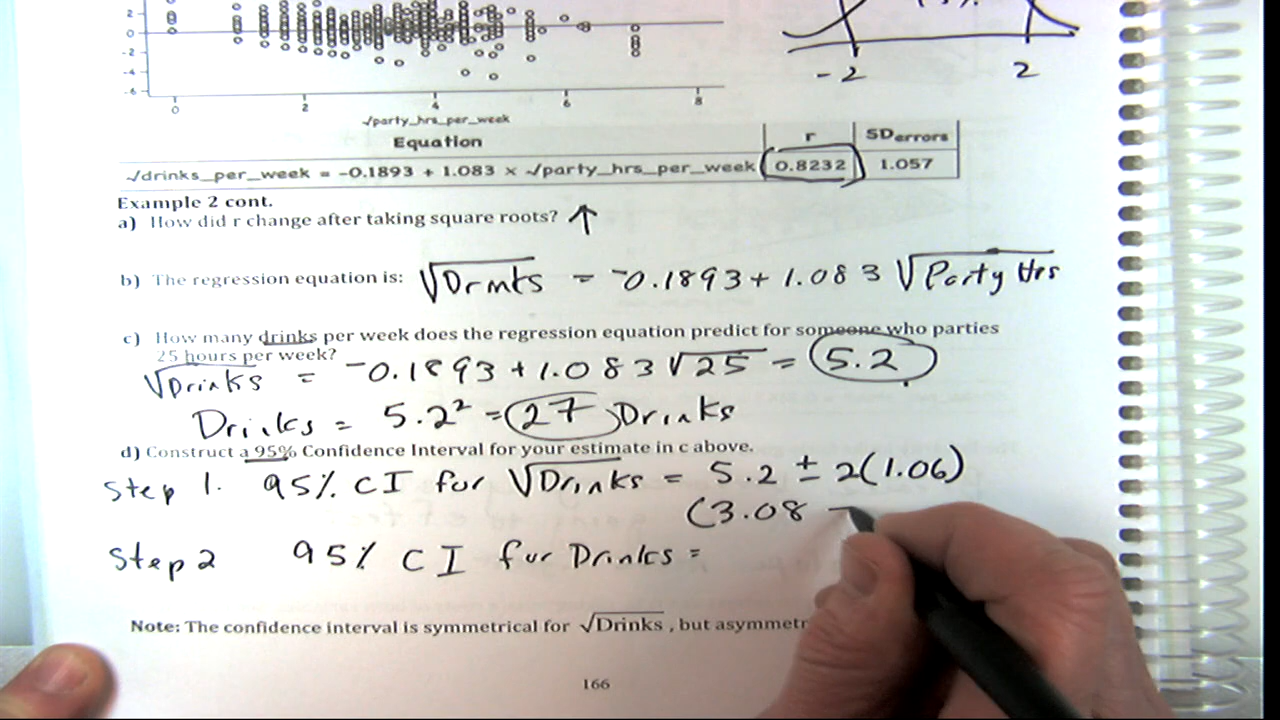 2
0
-2
-4
-6
0 2 4 6 8
√party_hrs_per_week
-2 2
Equation r SDerrors
√drinks_per_week = -0.1893 + 1.083 × √party_hrs_per_week 0.8232 1.057
Example 2 cont.
a) How did r change after taking square roots? ↑
b) The regression equation is: √Drinks = -0.1893 + 1.083 √Party Hrs
c) How many drinks per week does the regression equation predict for someone who parties
25 hours per week?
√Drinks = -0.1893 + 1.083 √25 = 5.2
Drinks = 5.2² = 27 Drinks
d) Construct a 95% Confidence Interval for your estimate in c above.
Step 1. 95% CI for √Drinks = 5.2 ± 2(1.06)
(3.08 –
Step 2 95% CI for Drinks =
Note: The confidence interval is symmetrical for √Drinks, but asymmetr
166